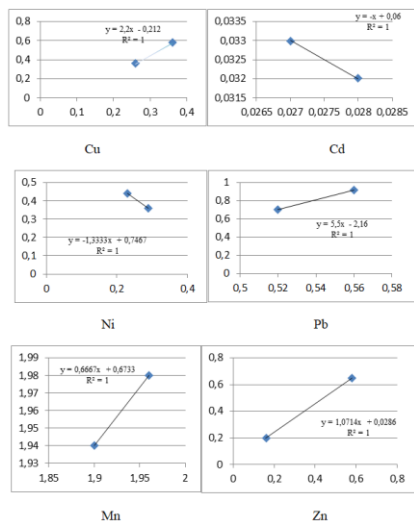 y = 2,2x - 0,212
R² = 1
0,8
0,6
0,4
0,2
0
0 0,1 0,2 0,3 0,4
Cu
y = -x + 0,06
R² = 1
0,0335
0,033
0,0325
0,032
0,0315
0,0265 0,027 0,0275 0,028 0,0285
Cd
0,5
0,4
0,3
0,2
0,1
0
y = -1,3333x + 0,7467
R² = 1
0 0,2 0,4
Ni
1
0,8
0,6
0,4
0,2
0
y = 5,5x - 2,16
R² = 1
0,5 0,52 0,54 0,56 0,58
Pb
1,99
1,98
1,97
1,96
1,95
1,94
1,93
y = 0,6667x + 0,6733
R² = 1
1,85 1,9 1,95 2
Mn
0,8
0,6
0,4
0,2
0
y = 1,0714x + 0,0286
R² = 1
0 0,2 0,4 0,6 0,8
Zn